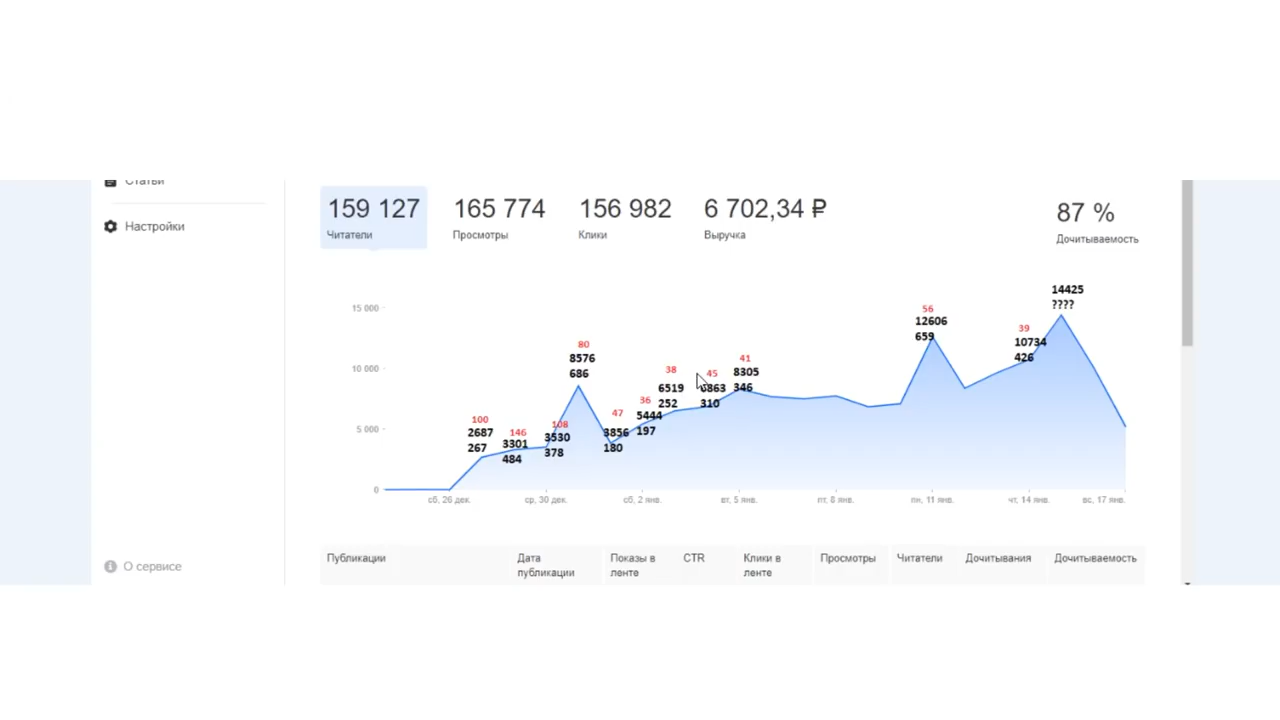 Статьи
Настройки
О сервисе
159 127
Читатели
165 774
Просмотры
156 982
Клики
6 702,34 ₽
Выручка
87 %
Дочитываемость
15 000
10 000
5 000
0
100
2687
267
146
3301
484
108
3530
378
80
8576
686
47
3856
180
36
5444
197
38
6519
252
45
6863
310
41
8305
346
56
12606
659
39
10734
426
14425
????
сб, 26 дек.
ср, 30 дек.
сб, 2 янв.
вт, 5 янв.
пт, 8 янв.
пн, 11 янв.
чт, 14 янв.
вс, 17 янв.
Публикации
Дата
публикации
Показы в
ленте
CTR
Клики в
ленте
Просмотры
Читатели
Дочитывания
Дочитываемость